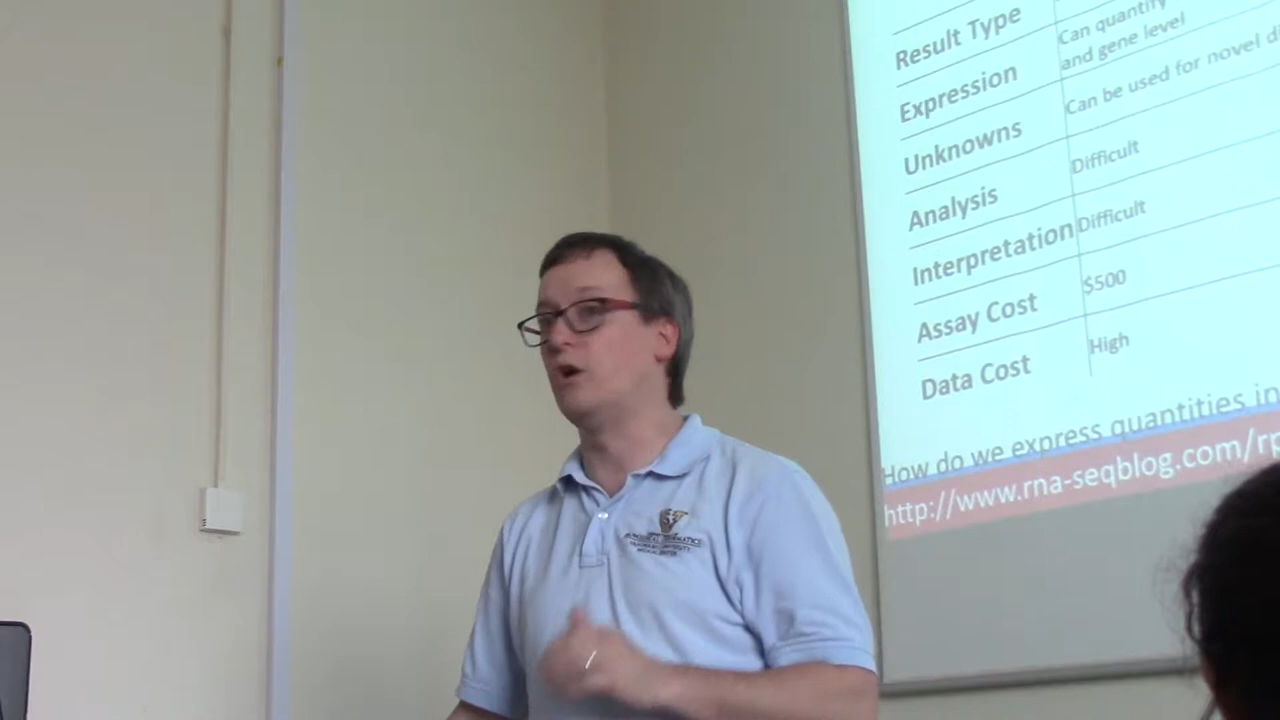 Result Type
Can quantify
and gene level
Expression
Can be used for novel
Unknowns
Difficult
Analysis
Difficult
Interpretation
$500
Assay Cost
High
Data Cost
How do we express quantities in
http://www.rna-seqblog.com/rp